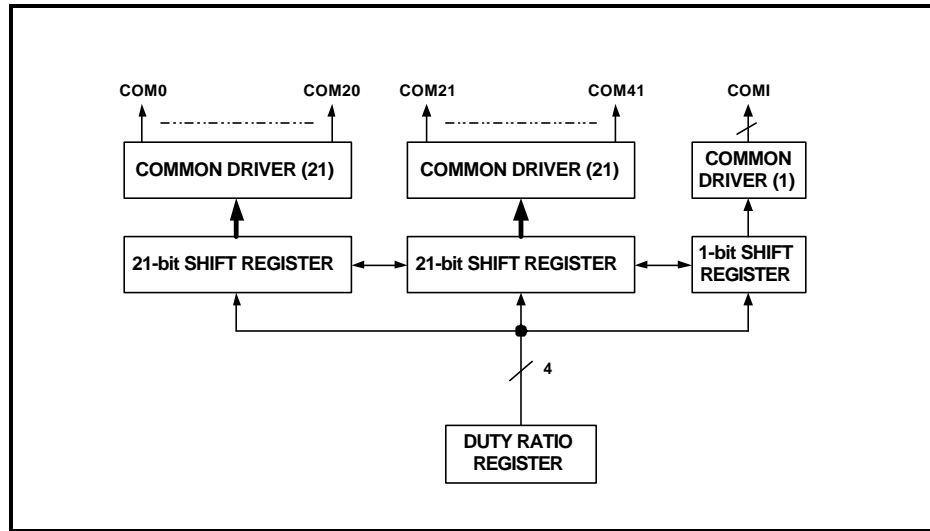 COM0 COM20 COM21 COM41 COMI
COMMON DRIVER (21)
COMMON DRIVER (21)
COMMON
DRIVER (1)
21-bit SHIFT REGISTER
21-bit SHIFT REGISTER
1-bit SHIFT
REGISTER
4
DUTY RATIO
REGISTER